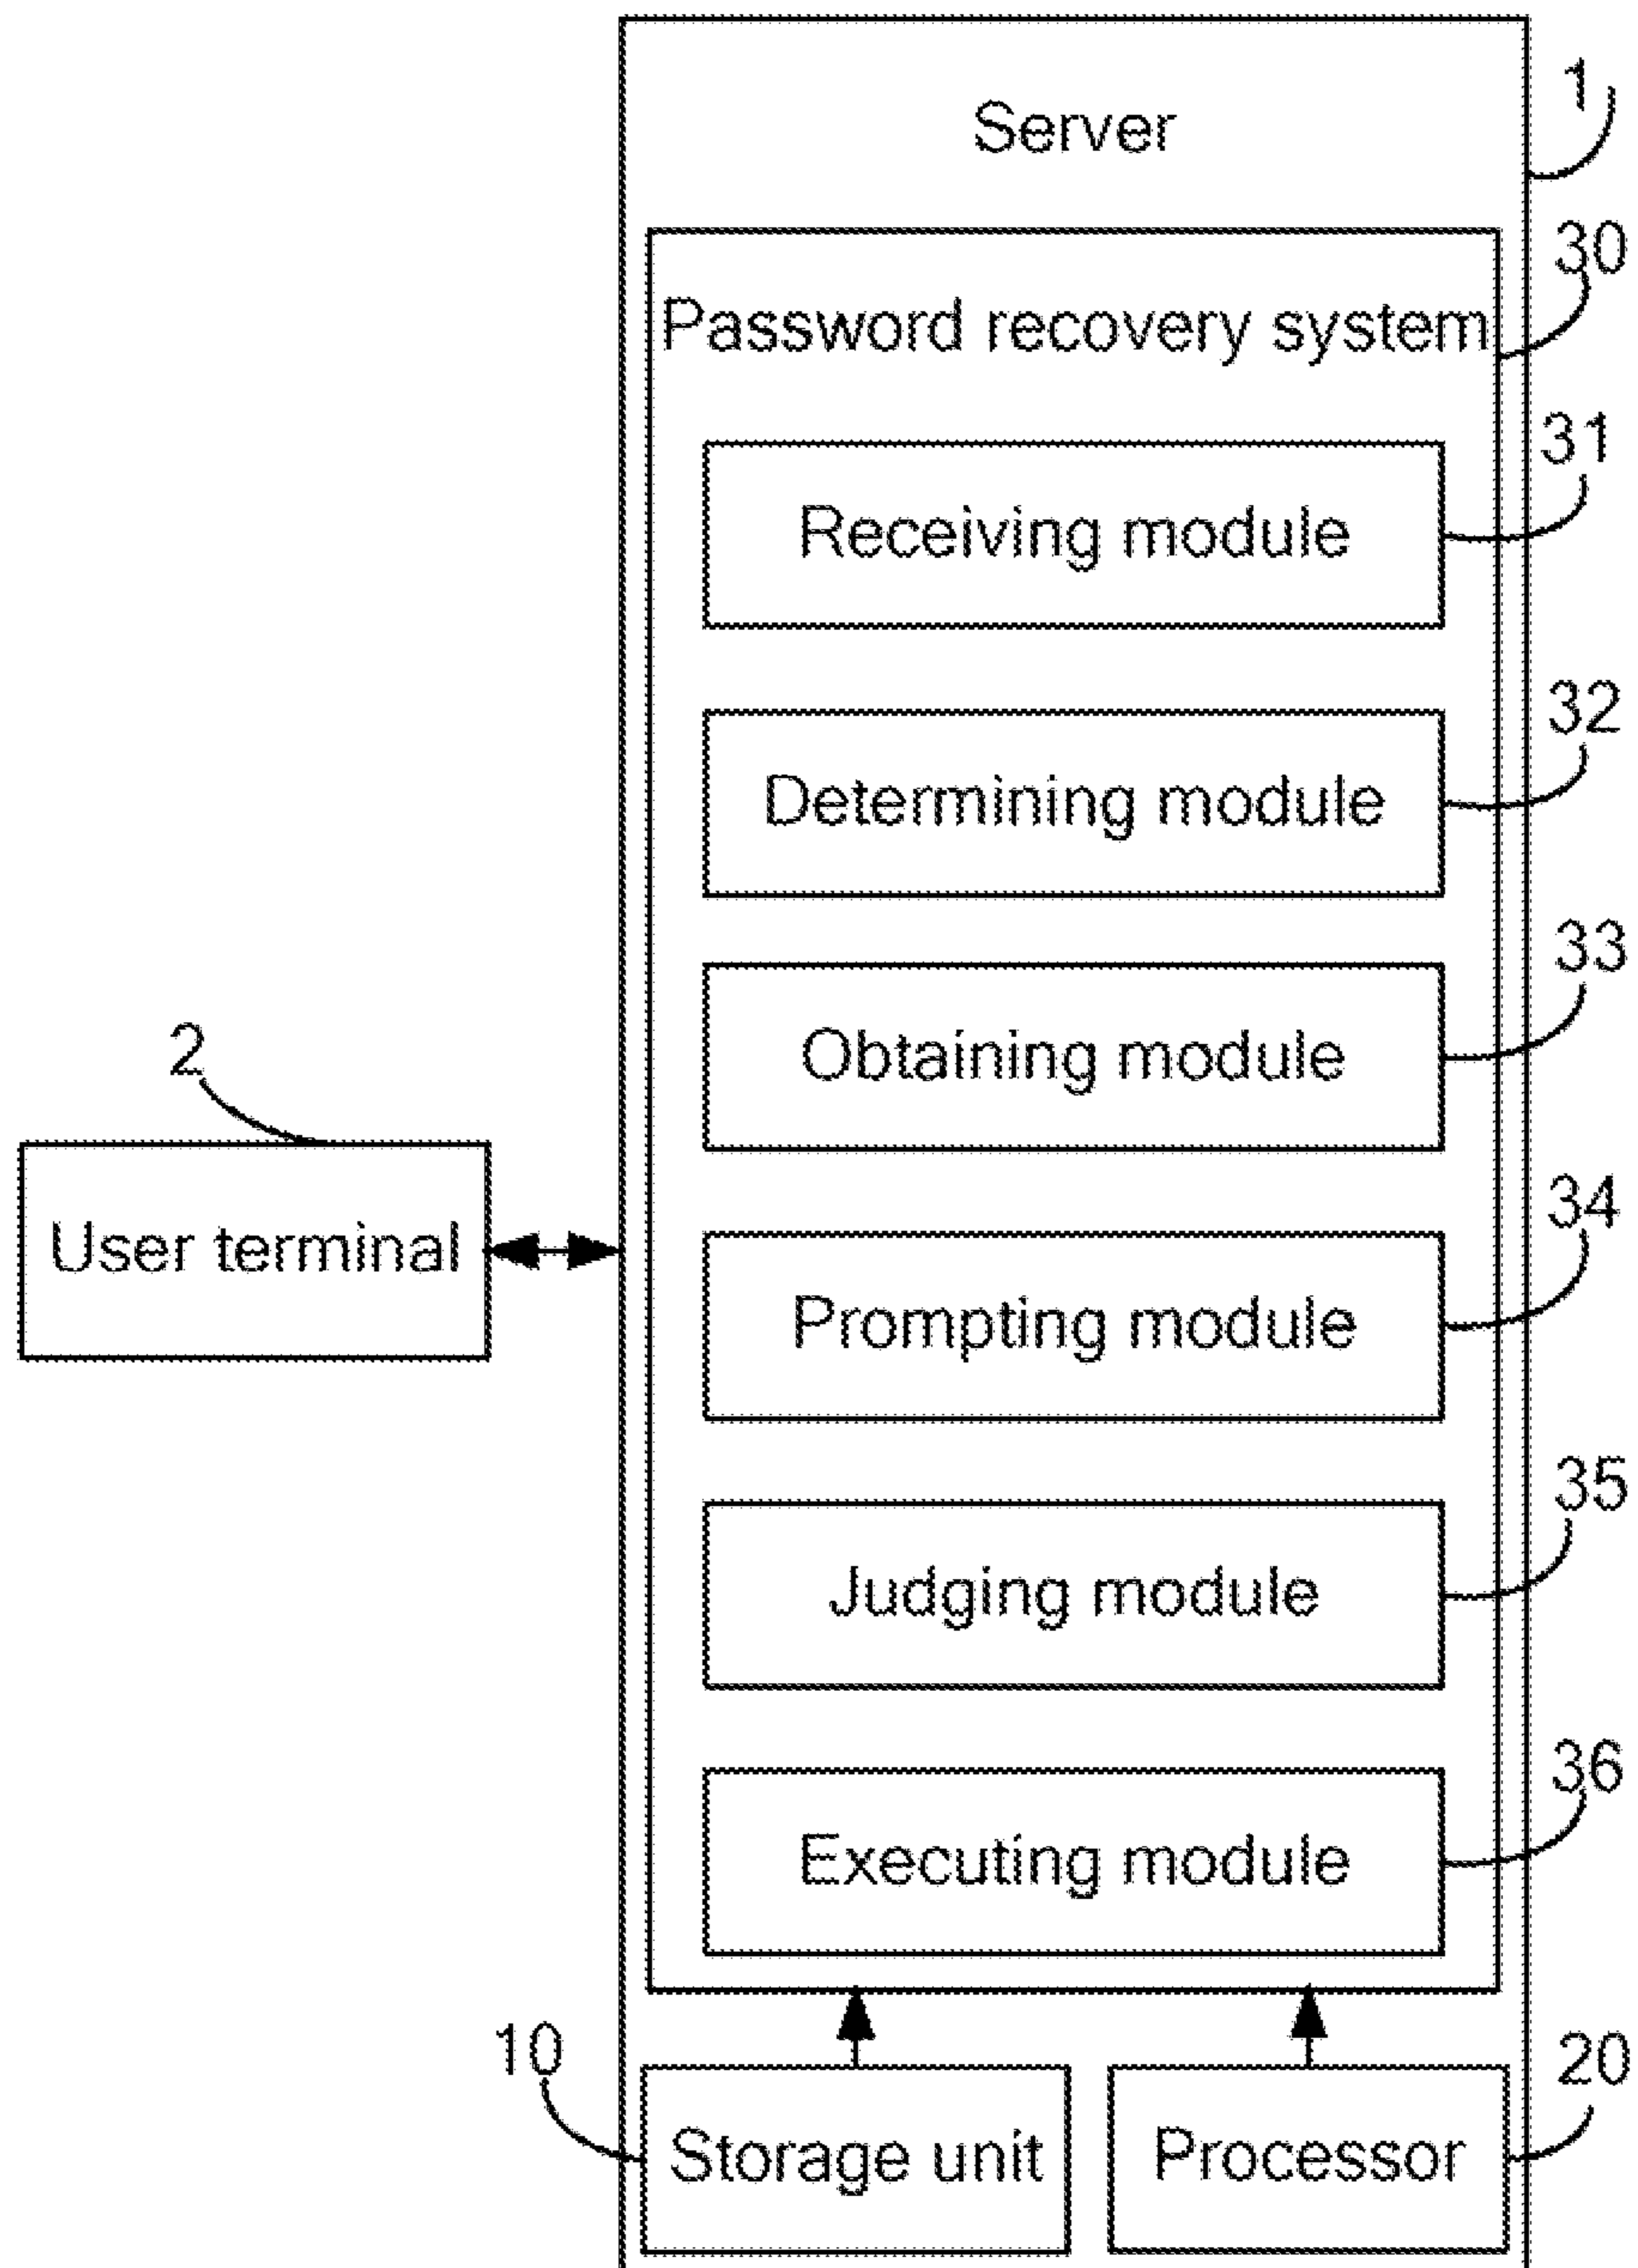 1
Server
30
Password recovery system
31
Receiving module
32
Determining module
33
Obtaining module
2
User terminal
34
Prompting module
35
Judging module
36
Executing module
10
20
Storage unit
Processor